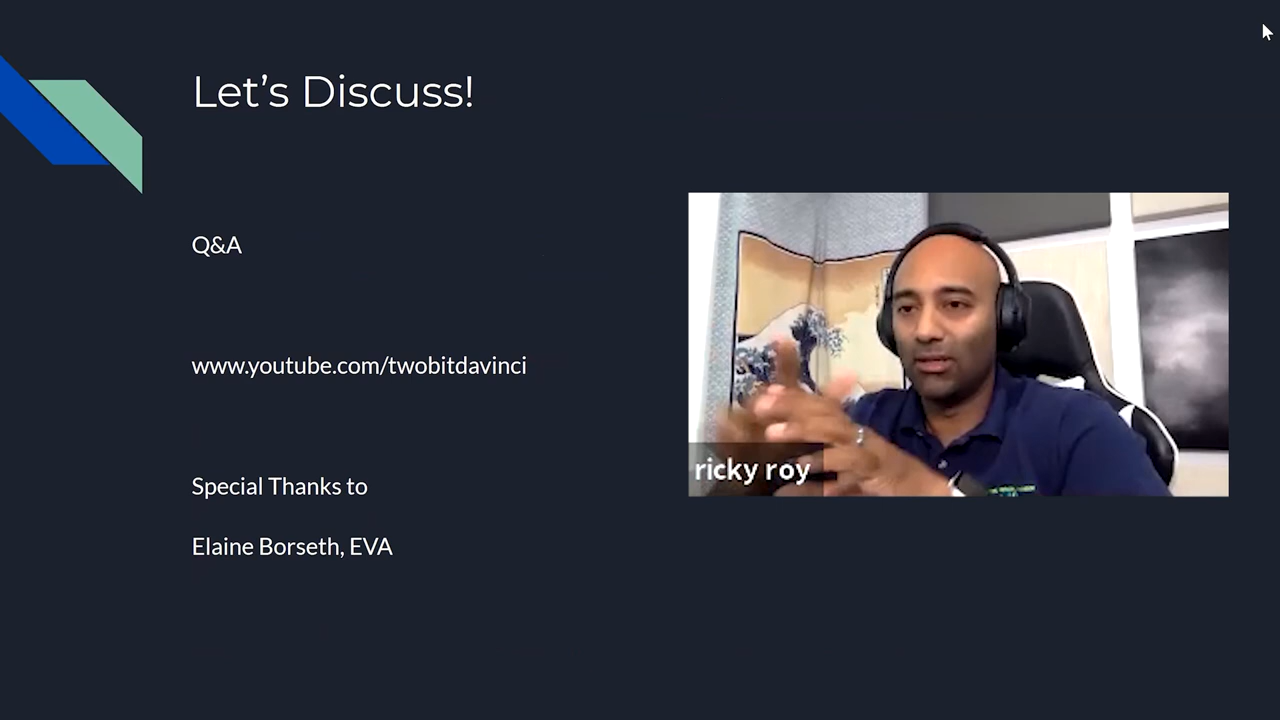 Let’s Discuss!
Q&A
www.youtube.com/twobitdavinci
ricky roy
Special Thanks to
Elaine Borseth, EVA